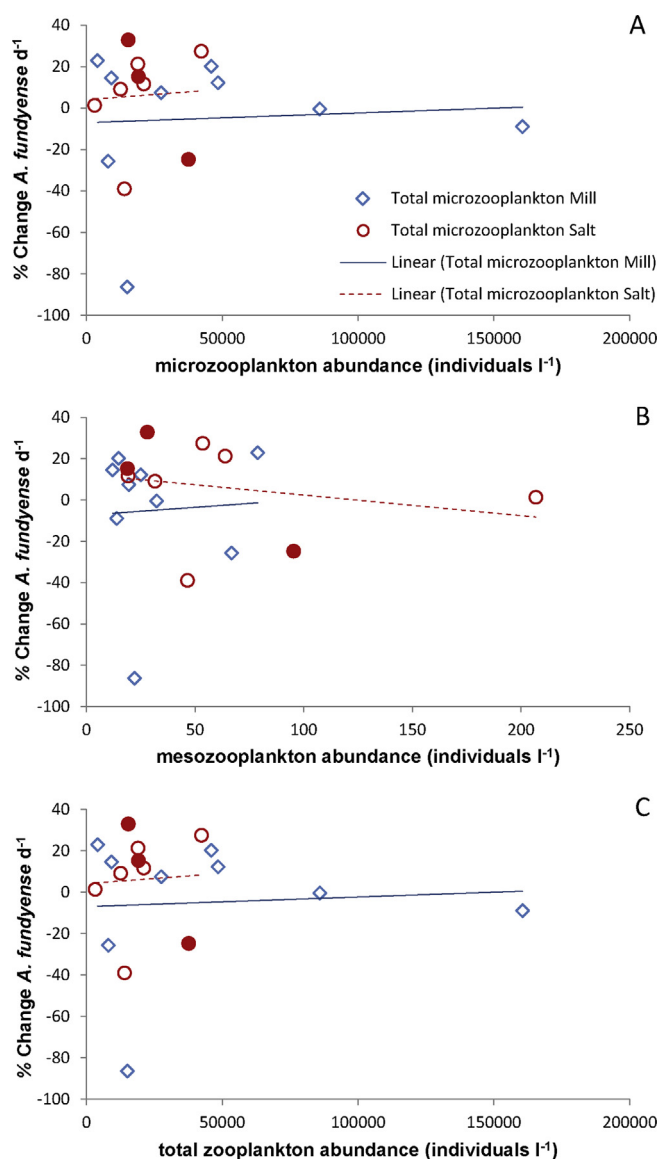 A
% Change A. fundyense d⁻¹
40
20
0
-20
-40
-60
-80
-100
Total microzooplankton Mill
Total microzooplankton Salt
Linear (Total microzooplankton Mill)
Linear (Total microzooplankton Salt)
0 50000 100000 150000 200000
microzooplankton abundance (individuals l⁻¹)
B
% Change A. fundyense d⁻¹
40
20
0
-20
-40
-60
-80
-100
0 50 100 150 200 250
mesozooplankton abundance (individuals l⁻¹)
C
% Change A. fundyense d⁻¹
40
20
0
-20
-40
-60
-80
-100
0 50000 100000 150000 200000
total zooplankton abundance (individuals l⁻¹)